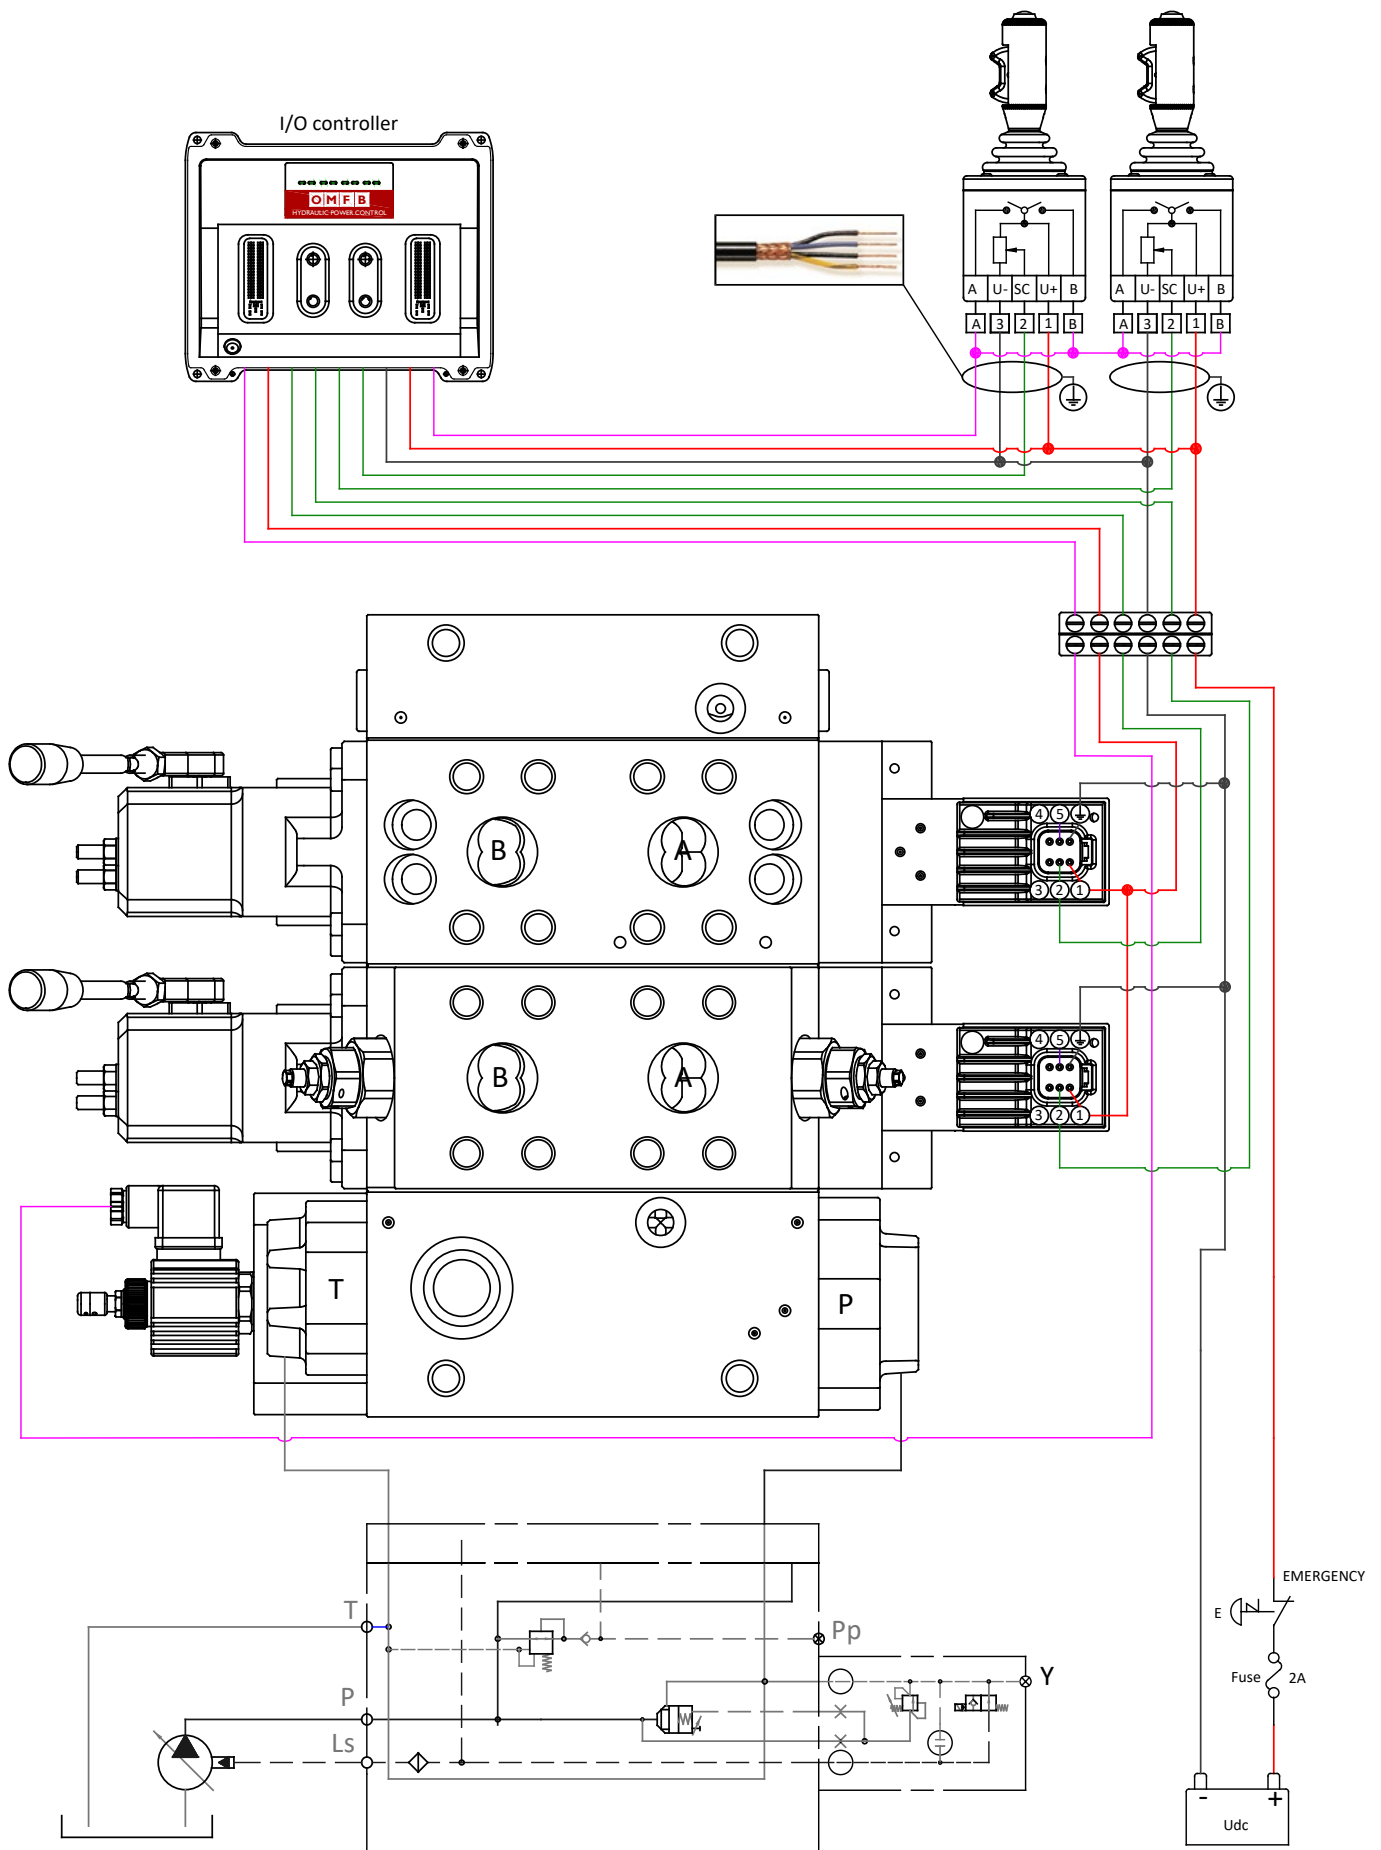 I/O controller
OMFB
HYDRAULIC POWER CONTROL
A U- SC U+ B
A 3 2 1 B
A U- SC U+ B
A 3 2 1 B
B A
4 5
3 2 1
B A
4 5
3 2 1
T
P
T
Pp
Y
P
Ls
EMERGENCY
E
Fuse 2A
- +
Udc